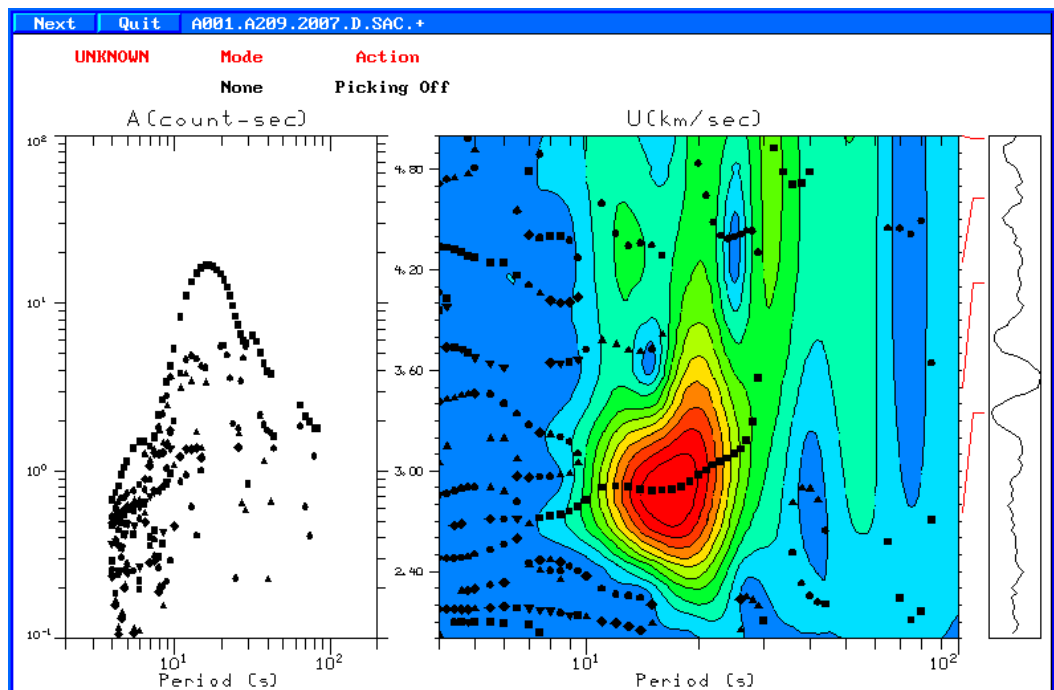 Next Quit A001.A209.2007.D.SAC.+
UNKNOWN Mode Action
None Picking Off
A(count-sec) U(km/sec)
10²
4.80
4.20
10¹
3.60
3.00
10⁰
2.40
10⁻¹
10¹ 10² 10¹ 10²
Period (s) Period (s)